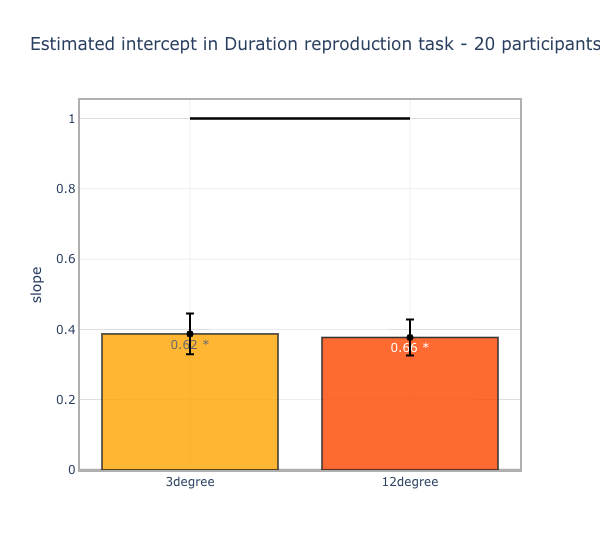 Estimated intercept in Duration reproduction task - 20 participants
1
0.8
0.6
0.4
0.2
0
slope
0.62 *
0.66 *
3degree
12degree